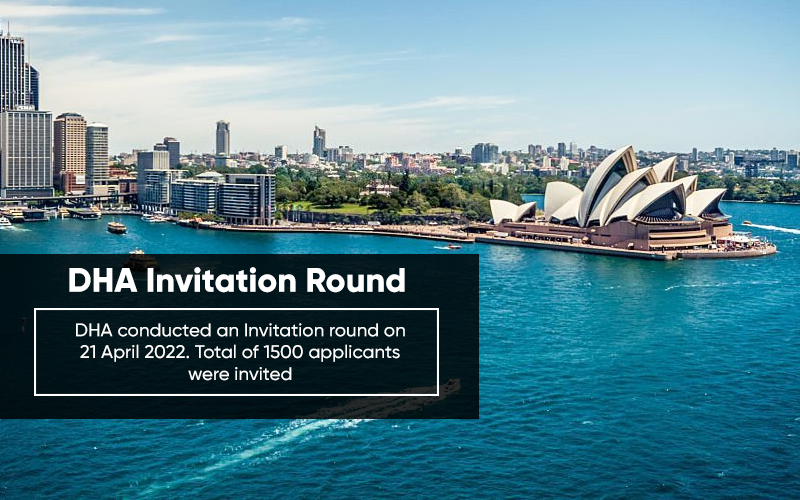 DHA Invitation Round
DHA conducted an Invitation round on
21 April 2022. Total of 1500 applicants
were invited